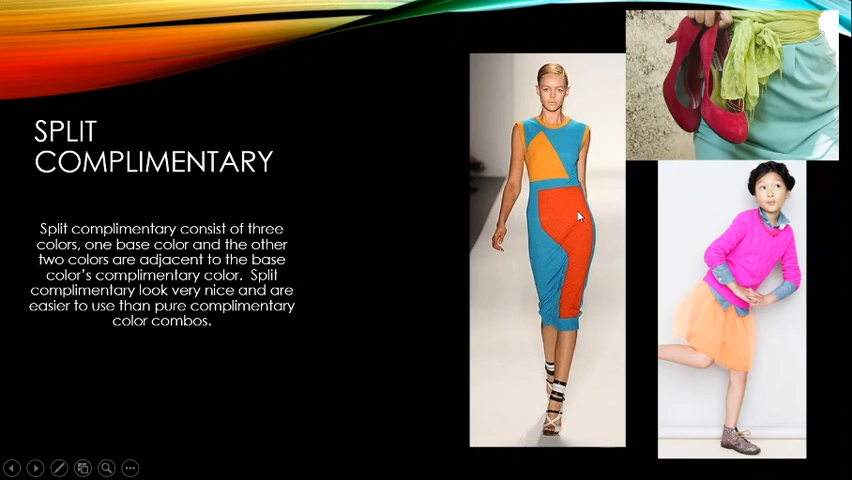 SPLIT
COMPLIMENTARY
Split complimentary consist of three
colors, one base color and the other
two colors are adjacent to the base
color's complimentary color.  Split
complimentary look very nice and are
easier to use than pure complimentary
color combos.